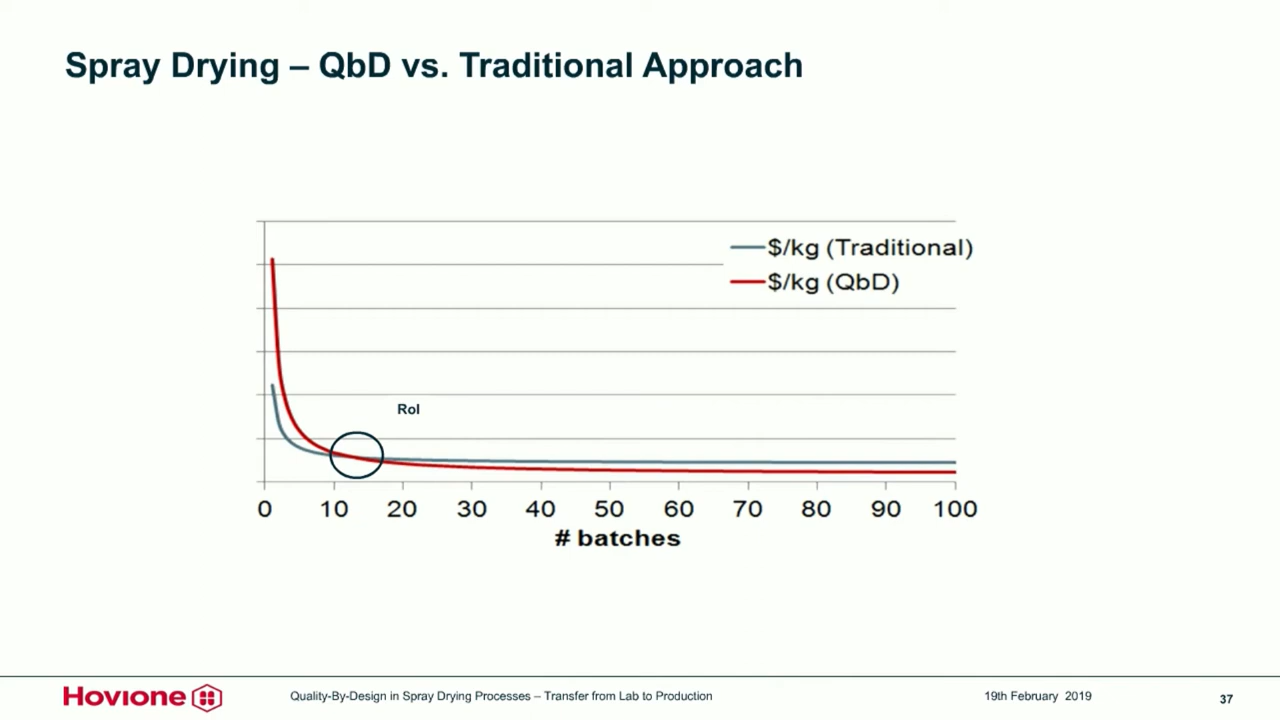 Spray Drying – QbD vs. Traditional Approach
$/kg (Traditional)
$/kg (QbD)
RoI
0 10 20 30 40 50 60 70 80 90 100
# batches
Hovione
Quality-By-Design in Spray Drying Processes – Transfer from Lab to Production
19th February 2019
37